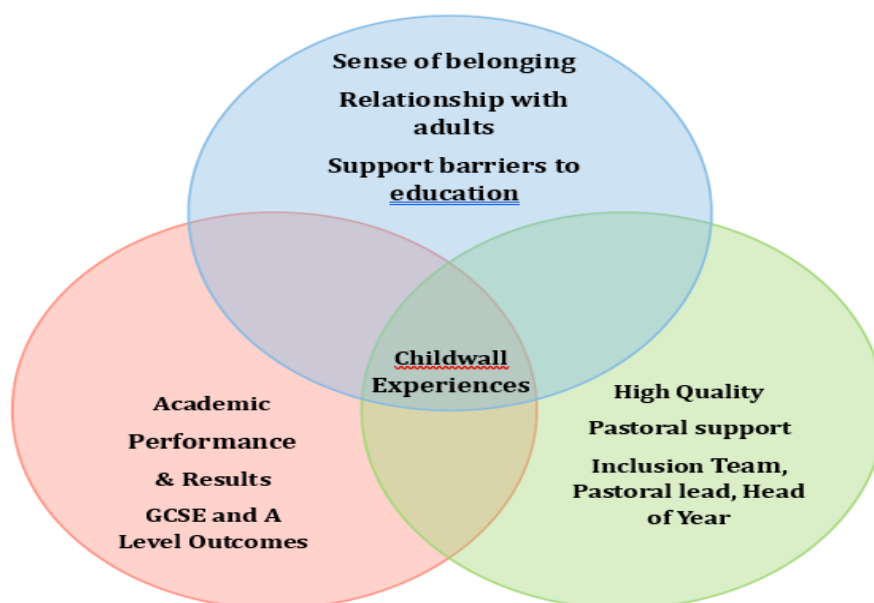 Sense of belonging
Relationship with
adults
Support barriers to
education
Childwall
Experiences
Academic
Performance
& Results
GCSE and A
Level Outcomes
High Quality
Pastoral support
Inclusion Team,
Pastoral lead, Head
of Year